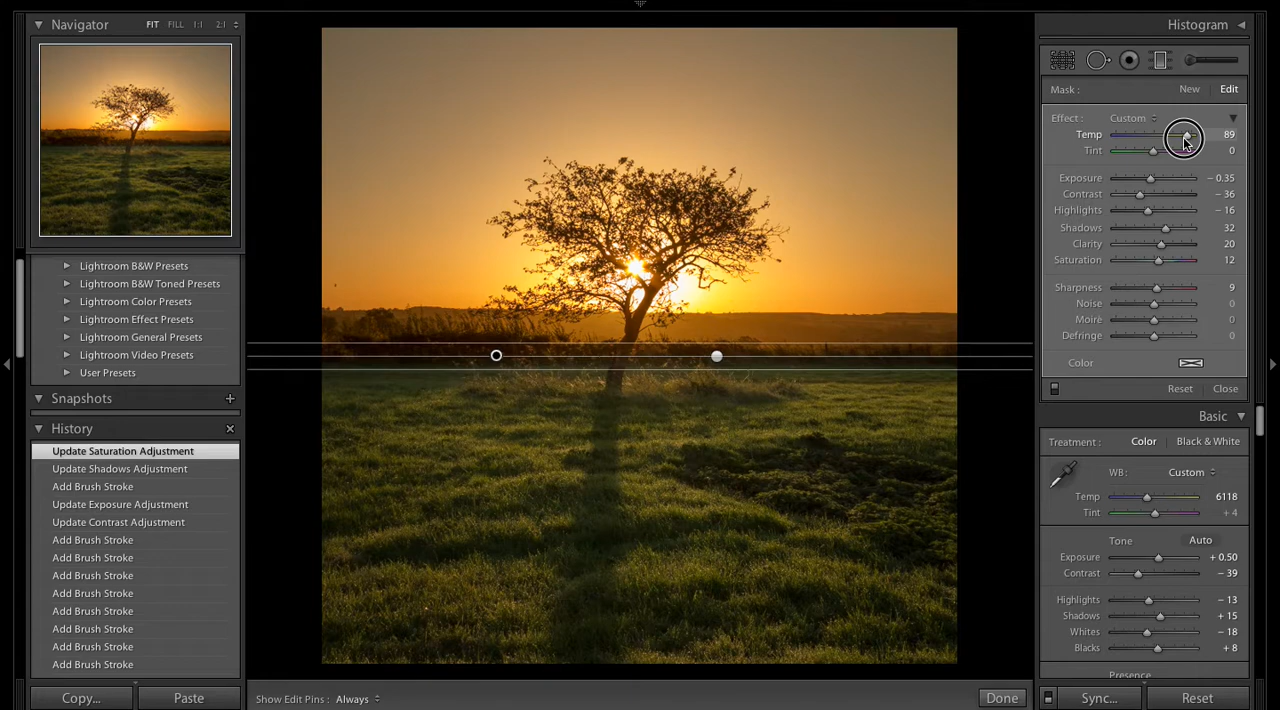 Navigator FIT FILL 1:1 2:1
Lightroom B&W Presets
Lightroom B&W Toned Presets
Lightroom Color Presets
Lightroom Effect Presets
Lightroom General Presets
Lightroom Video Presets
User Presets
Snapshots +
History
Update Saturation Adjustment
Update Shadows Adjustment
Add Brush Stroke
Update Exposure Adjustment
Update Contrast Adjustment
Add Brush Stroke
Add Brush Stroke
Add Brush Stroke
Add Brush Stroke
Add Brush Stroke
Add Brush Stroke
Add Brush Stroke
Add Brush Stroke
Copy... Paste
Show Edit Pins: Always Done
Histogram
Mask : New Edit
Effect : Custom
Temp 89
Tint 0
Exposure – 0.35
Contrast – 36
Highlights – 16
Shadows 32
Clarity 20
Saturation 12
Sharpness 9
Noise 0
Moiré 0
Defringe 0
Color
Reset Close
Basic
Treatment : Color Black & White
WB: Custom
Temp 6118
Tint + 4
Tone Auto
Exposure + 0.50
Contrast – 39
Highlights – 13
Shadows + 15
Whites – 18
Blacks + 8
Presence
Sync... Reset